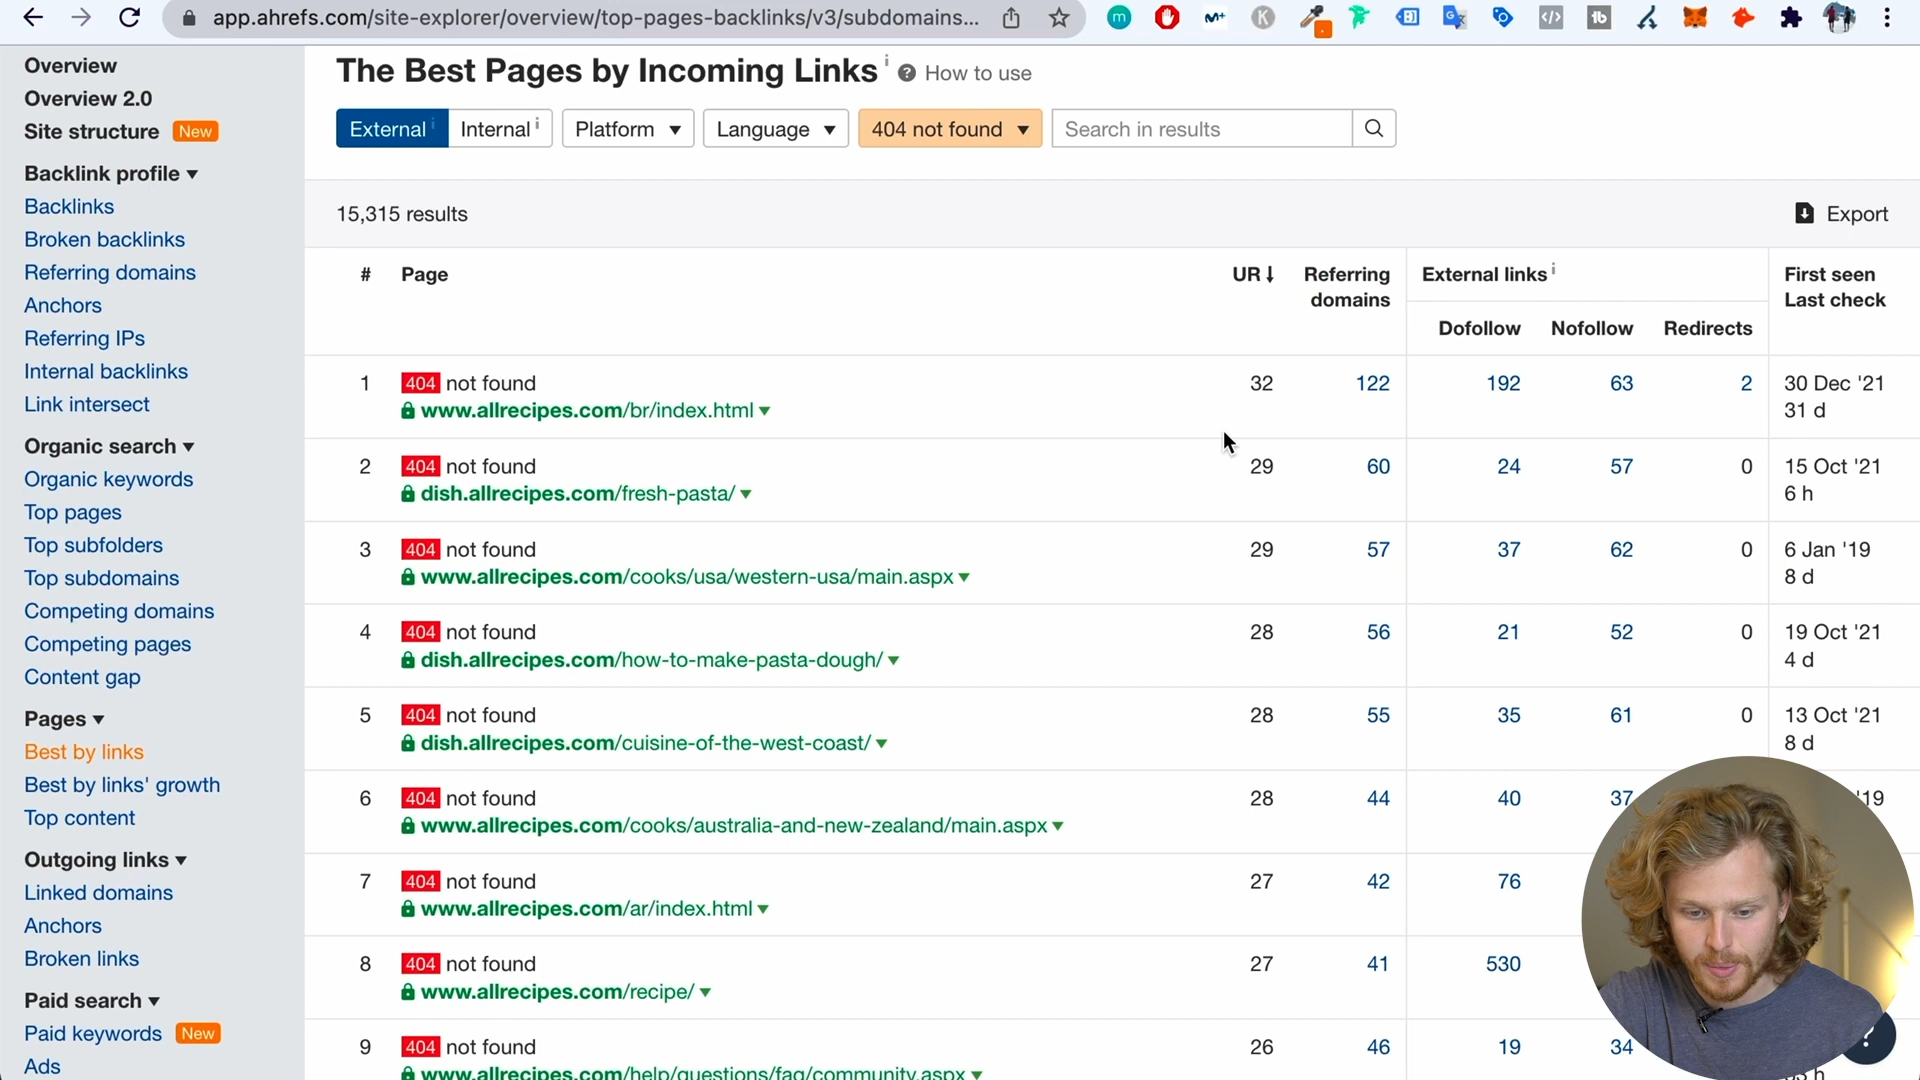 app.ahrefs.com/site-explorer/overview/top-pages-backlinks/v3/subdomains...
Overview
Overview 2.0
Site structure New
Backlink profile
Backlinks
Broken backlinks
Referring domains
Anchors
Referring IPs
Internal backlinks
Link intersect
Organic search
Organic keywords
Top pages
Top subfolders
Top subdomains
Competing domains
Competing pages
Content gap
Pages
Best by links
Best by links' growth
Top content
Outgoing links
Linked domains
Anchors
Broken links
Paid search
Paid keywords New
Ads
The Best Pages by Incoming Links i ? How to use
External i Internal i Platform Language 404 not found Search in results
15,315 results Export
# Page UR Referring domains External links i First seen Last check
Dofollow Nofollow Redirects
1 404 not found 32 122 192 63 2 30 Dec '21
www.allrecipes.com/br/index.html 31 d
2 404 not found 29 60 24 57 0 15 Oct '21
dish.allrecipes.com/fresh-pasta/ 6 h
3 404 not found 29 57 37 62 0 6 Jan '19
www.allrecipes.com/cooks/usa/western-usa/main.aspx 8 d
4 404 not found 28 56 21 52 0 19 Oct '21
dish.allrecipes.com/how-to-make-pasta-dough/ 4 d
5 404 not found 28 55 35 61 0 13 Oct '21
dish.allrecipes.com/cuisine-of-the-west-coast/ 8 d
6 404 not found 28 44 40 37 '19
www.allrecipes.com/cooks/australia-and-new-zealand/main.aspx
7 404 not found 27 42 76
www.allrecipes.com/ar/index.html
8 404 not found 27 41 530
www.allrecipes.com/recipe/
9 404 not found 26 46 19 34
www.allrecipes.com/help/questions/faq/community.aspx h
?